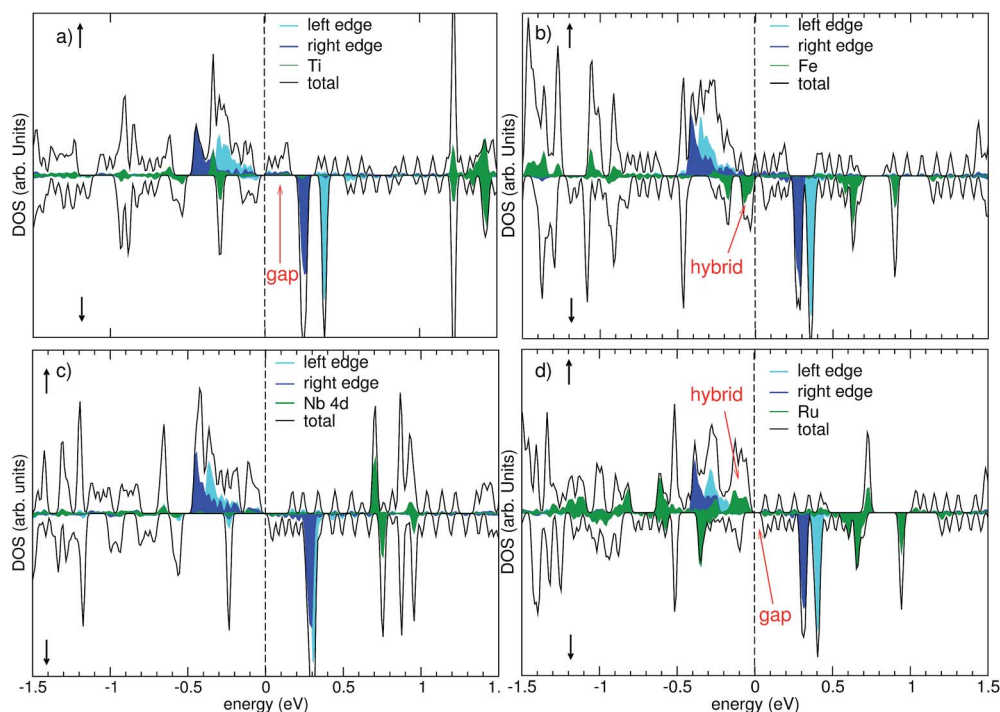 a)
left edge
right edge
Ti
total
gap
DOS (arb. Units)
b)
left edge
right edge
Fe
total
hybrid
DOS (arb. Units)
c)
left edge
right edge
Nb 4d
total
DOS (arb. units)
-1.5 -1 -0.5 0 0.5 1 1.
energy (eV)
d)
left edge
right edge
Ru
total
hybrid
gap
DOS (arb. units)
-1.5 -1 -0.5 0 0.5 1 1.5
energy (eV)